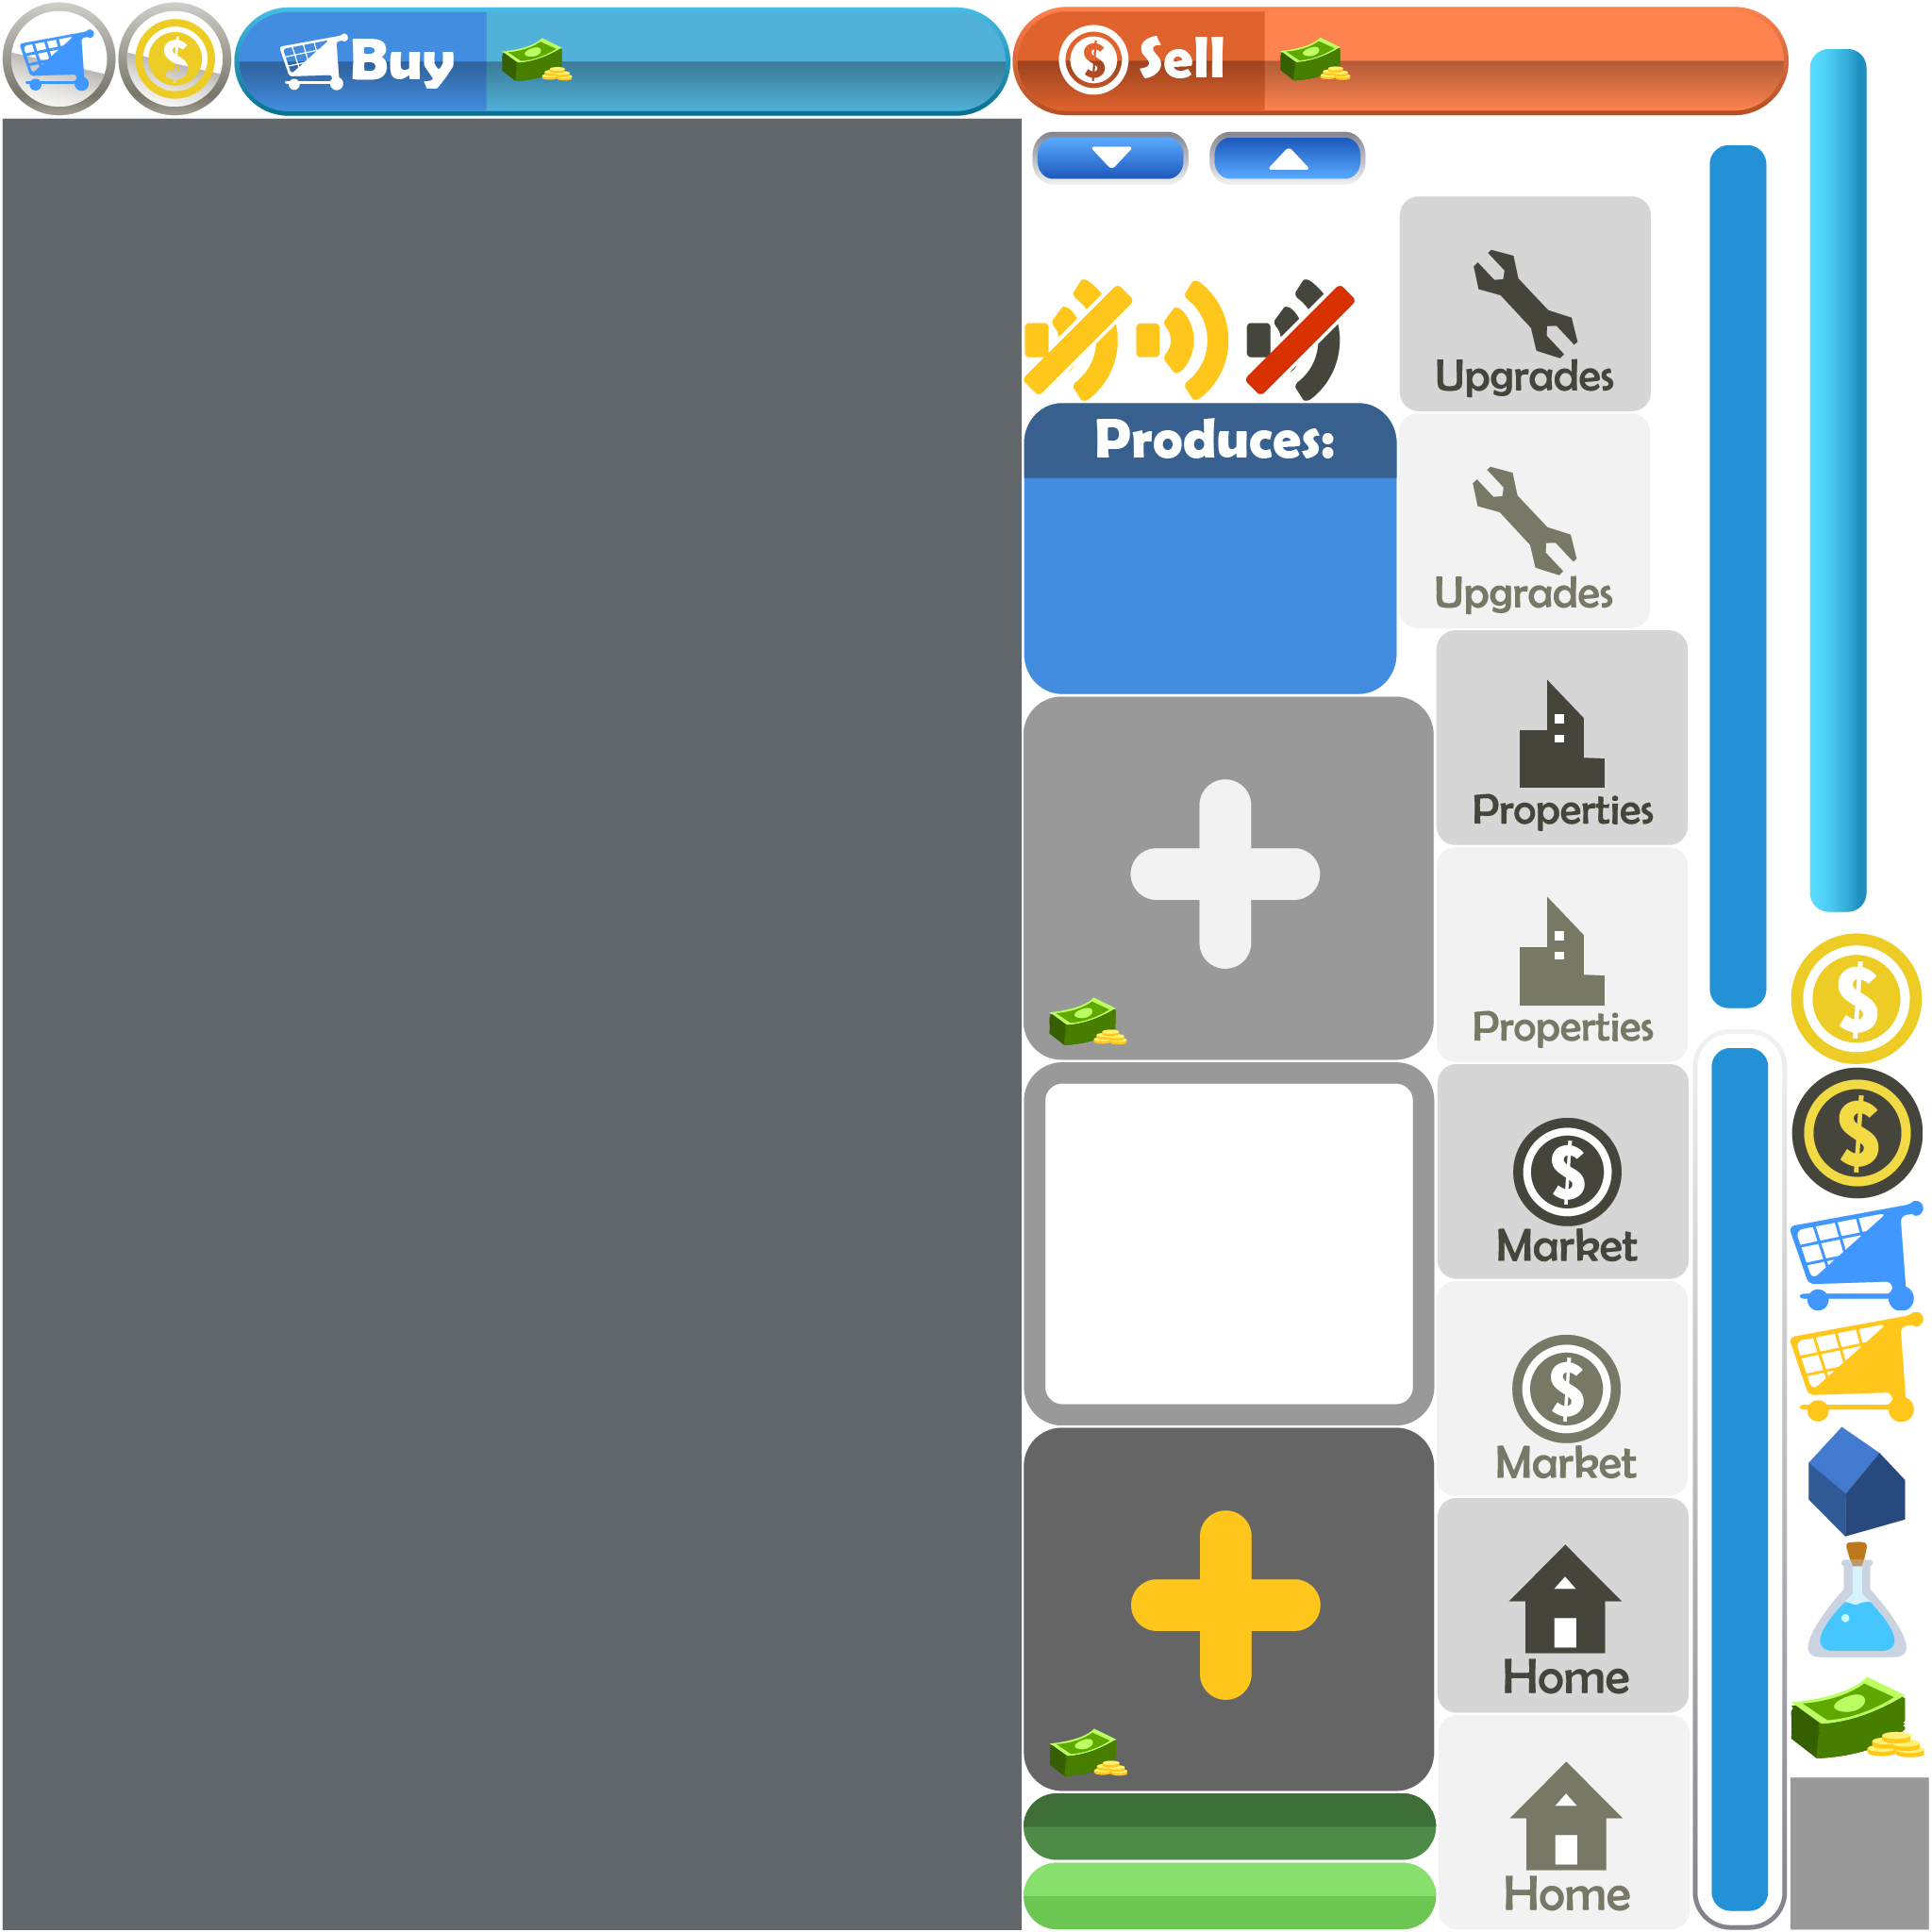 Buy
Sell
Produces:
Upgrades
Upgrades
Properties
Properties
Market
Market
Home
Home